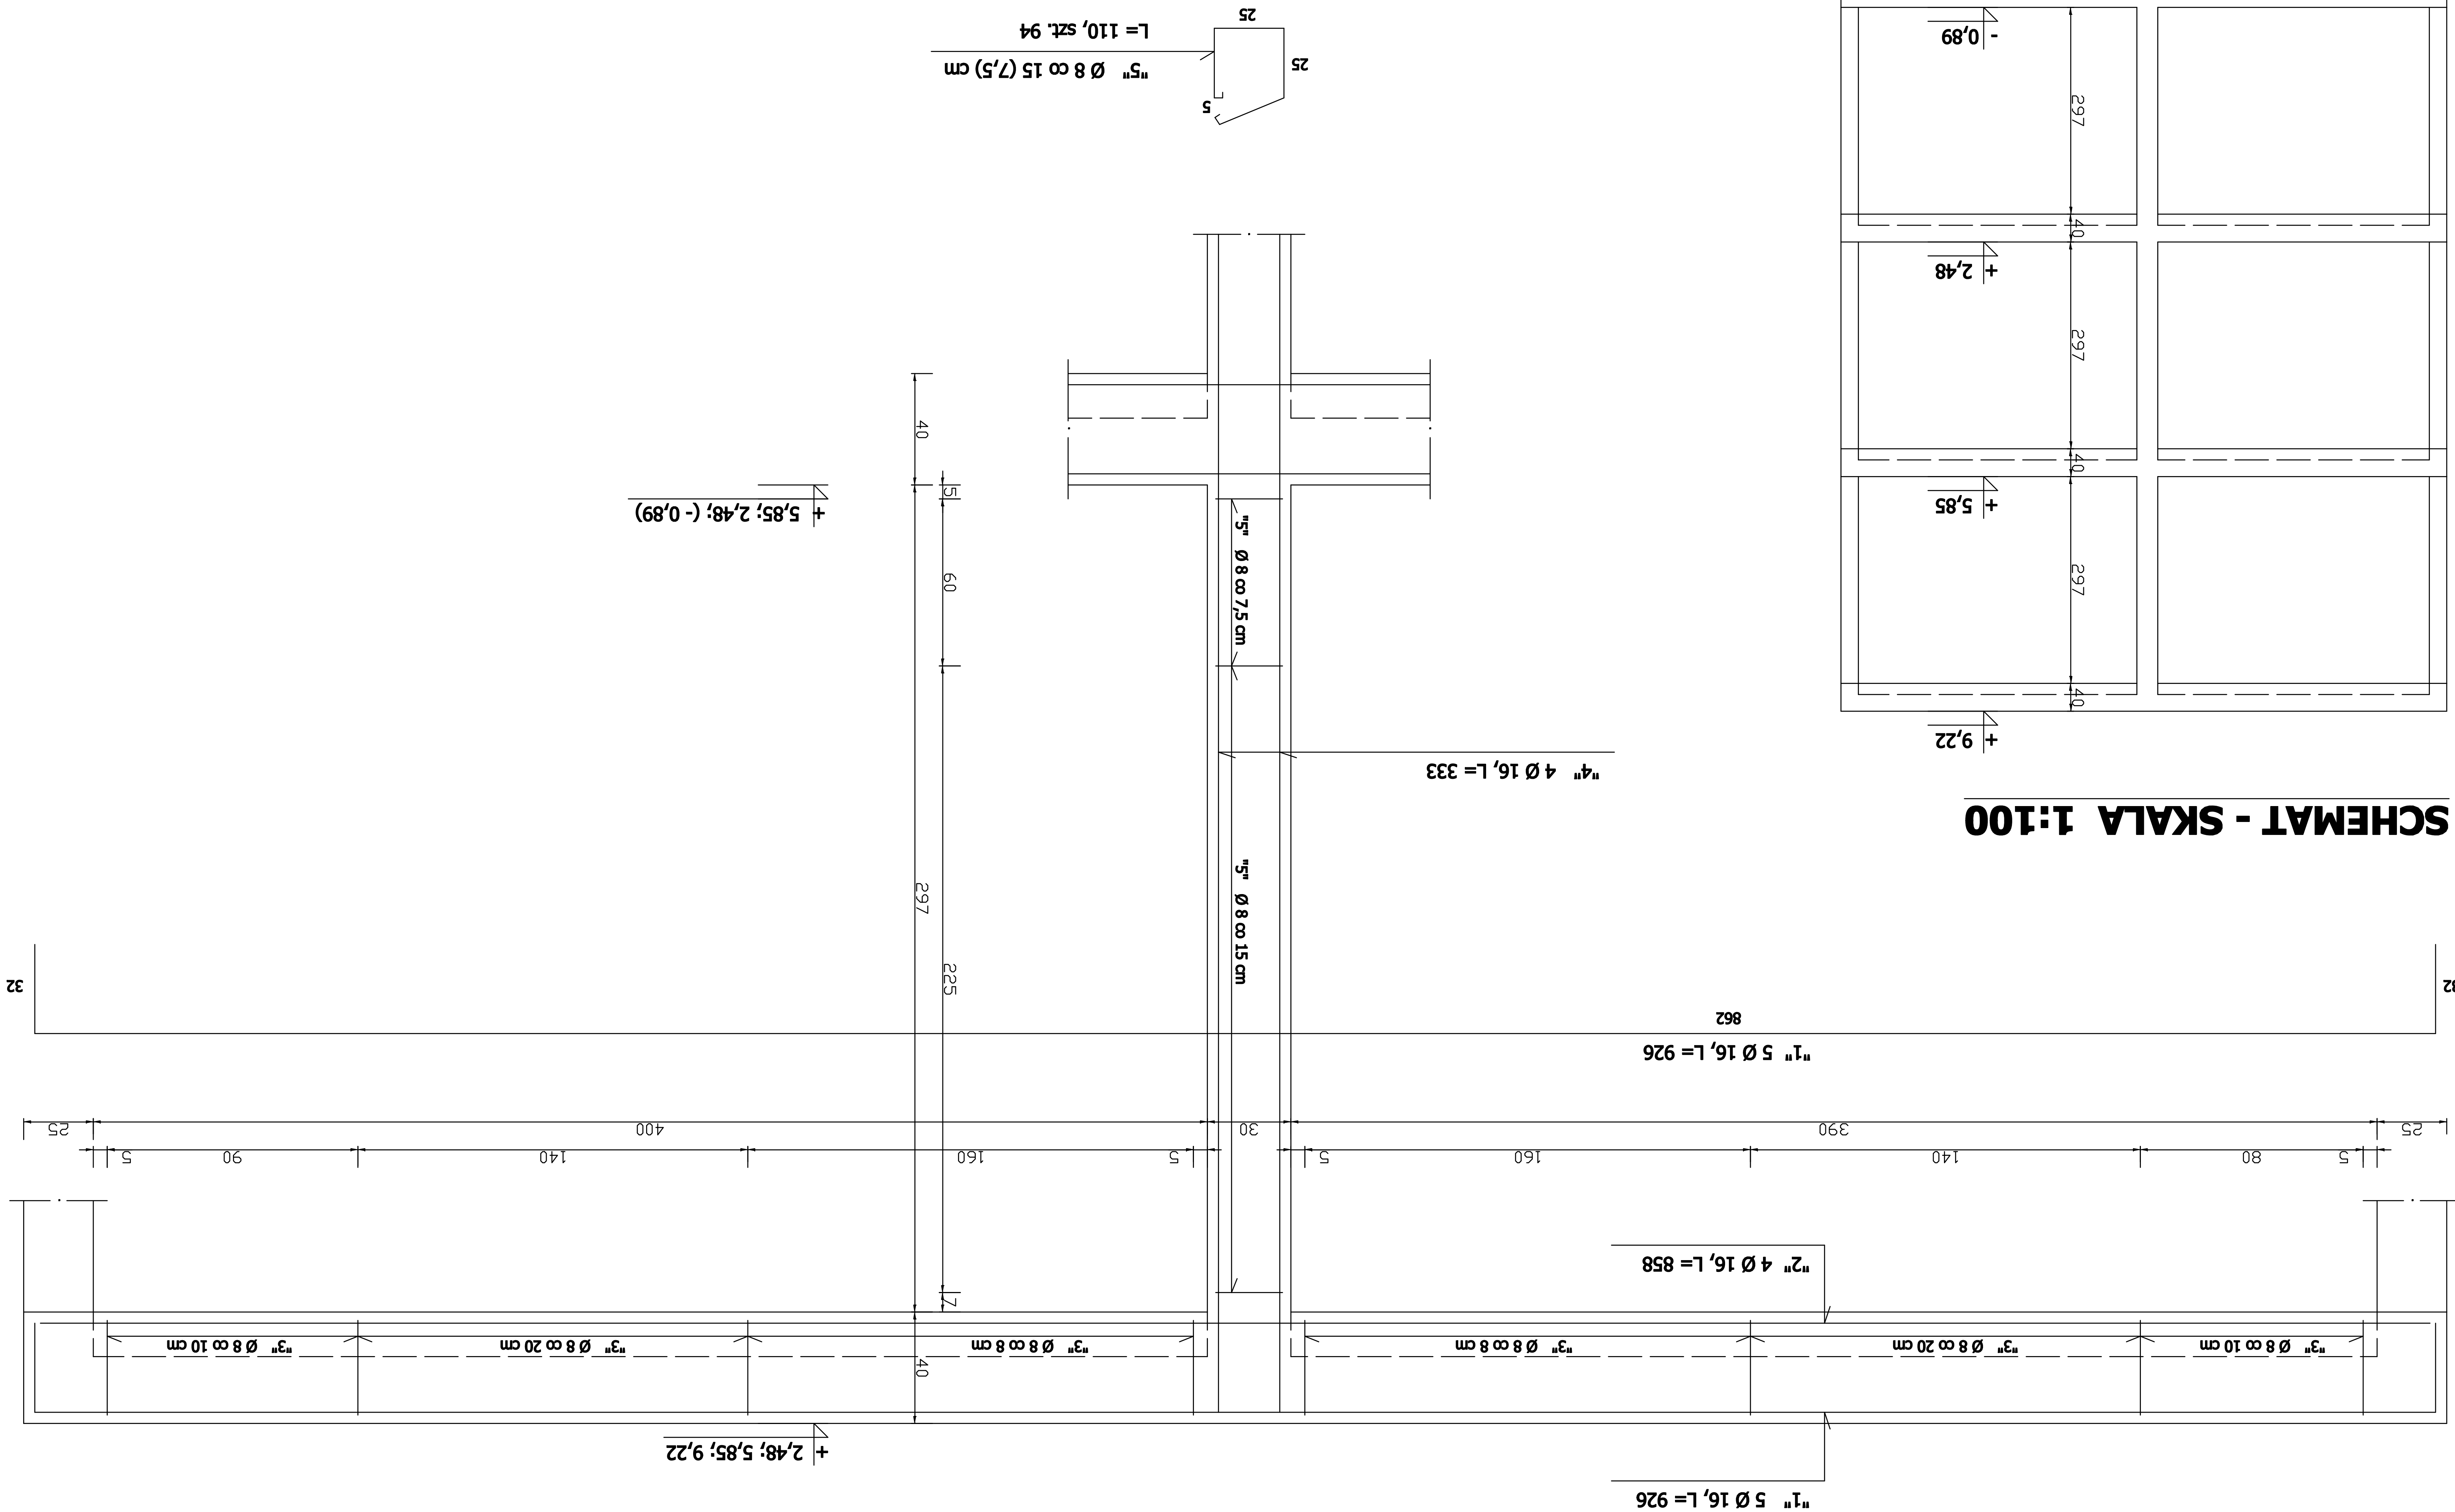 "1" 5 Ø 16, L= 926
+ 2,48; 5,85; 9,22
"3" Ø 8 co 10 cm
"3" Ø 8 co 20 cm
"3" Ø 8 co 8 cm
40
"3" Ø 8 co 8 cm
"3" Ø 8 co 20 cm
"3" Ø 8 co 10 cm
7
"2" 4 Ø 16, L= 858
5
80
140
160
5
5
160
140
90
5
25
390
30
400
25
"1" 5 Ø 16, L= 926
862
32
225
297
"5" Ø 8 co 15 cm
SCHEMAT - SKALA 1:100
"4" 4 Ø 16, L= 333
+ 9,22
40
297
"5" Ø 8 co 7,5 cm
60
+ 5,85; 2,48; (- 0,89)
5
+ 5,85
40
40
297
+ 2,48
40
297
- 0,89
5
"5" Ø 8 co 15 (7,5) cm
25
L= 110, szt. 94
25